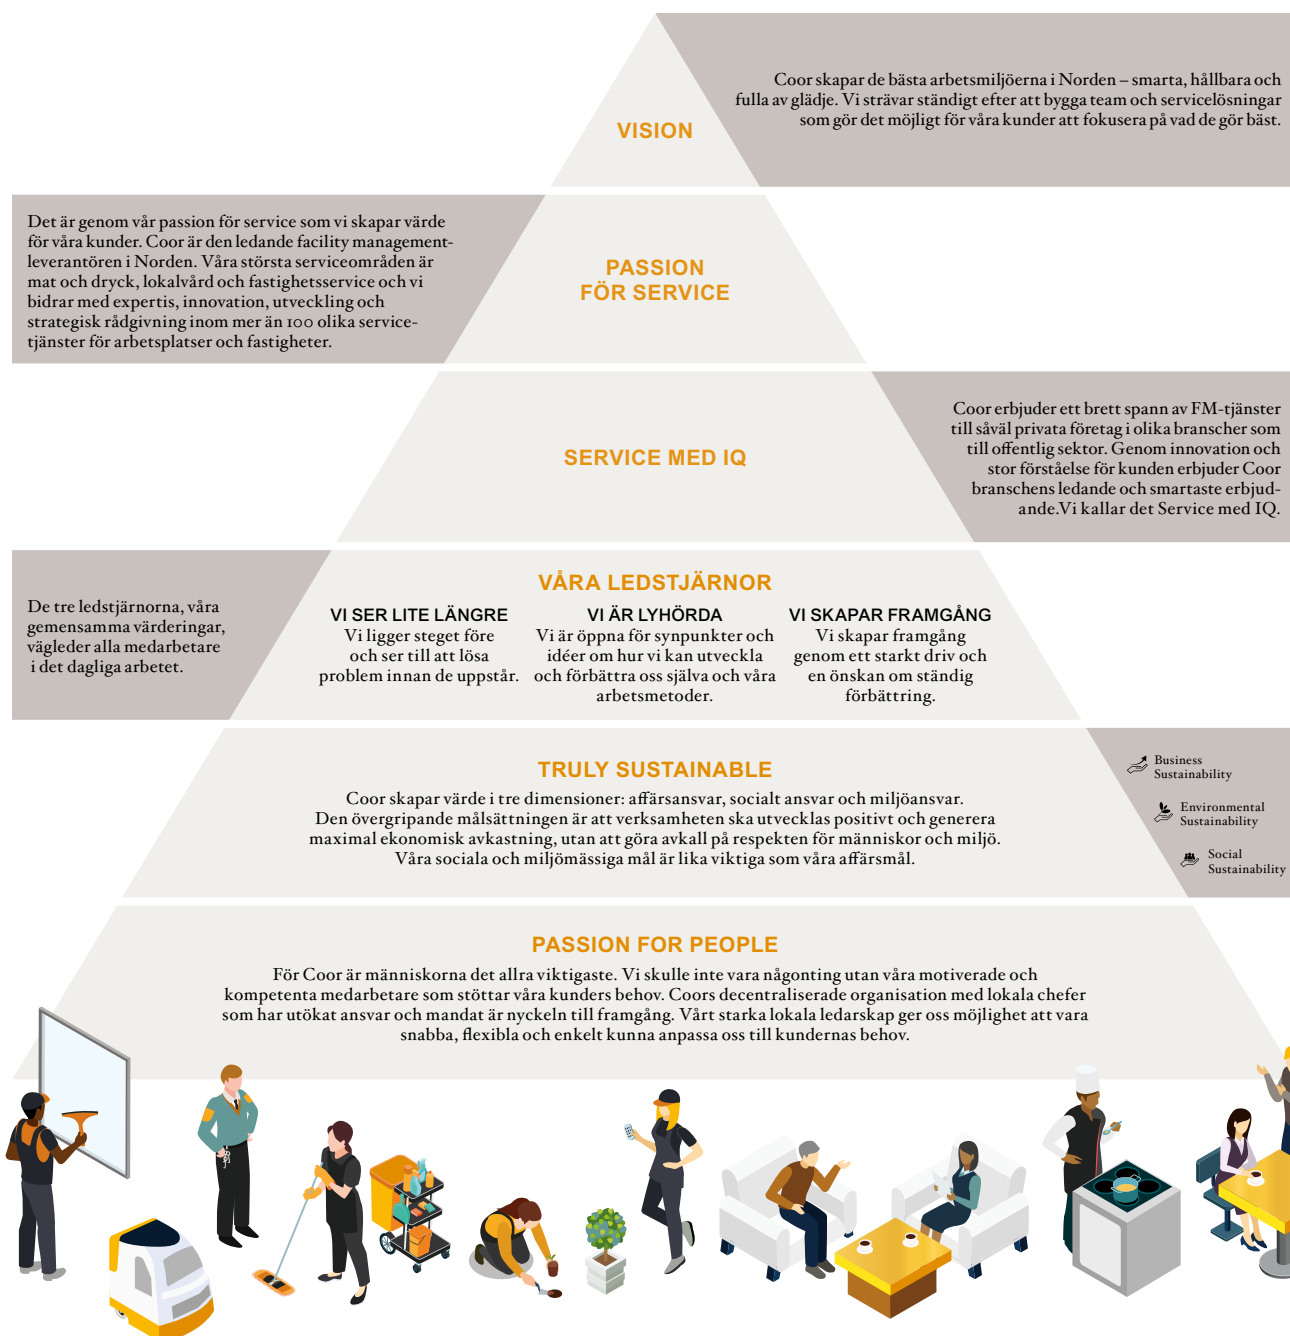 VISION
Coor skapar de bästa arbetsmiljöerna i Norden – smarta, hållbara och
fulla av glädje. Vi strävar ständigt efter att bygga team och servicelösningar
som gör det möjligt för våra kunder att fokusera på vad de gör bäst.
Det är genom vår passion för service som vi skapar värde
för våra kunder. Coor är den ledande facility management-
leverantören i Norden. Våra största serviceområden är
mat och dryck, lokalvård och fastighetsservice och vi
bidrar med expertis, innovation, utveckling och
strategisk rådgivning inom mer än 100 olika service-
tjänster för arbetsplatser och fastigheter.
PASSION
FÖR SERVICE
SERVICE MED IQ
Coor erbjuder ett brett spann av FM-tjänster
till såväl privata företag i olika branscher som
till offentlig sektor. Genom innovation och
stor förståelse för kunden erbjuder Coor
branschens ledande och smartaste erbjud-
ande.Vi kallar det Service med IQ.
De tre ledstjärnorna, våra
gemensamma värderingar,
vägleder alla medarbetare
i det dagliga arbetet.
VÅRA LEDSTJÄRNOR
VI SER LITE LÄNGRE
Vi ligger steget före
och ser till att lösa
problem innan de uppstår.
VI ÄR LYHÖRDA
Vi är öppna för synpunkter och
idéer om hur vi kan utveckla
och förbättra oss själva och våra
arbetsmetoder.
VI SKAPAR FRAMGÅNG
Vi skapar framgång
genom ett starkt driv och
en önskan om ständig
förbättring.
TRULY SUSTAINABLE
Coor skapar värde i tre dimensioner: affärsansvar, socialt ansvar och miljöansvar.
Den övergripande målsättningen är att verksamheten ska utvecklas positivt och generera
maximal ekonomisk avkastning, utan att göra avkall på respekten för människor och miljö.
Våra sociala och miljömässiga mål är lika viktiga som våra affärsmål.
Business
Sustainability
Environmental
Sustainability
Social
Sustainability
PASSION FOR PEOPLE
För Coor är människorna det allra viktigaste. Vi skulle inte vara någonting utan våra motiverade och
kompetenta medarbetare som stöttar våra kunders behov. Coors decentraliserade organisation med lokala chefer
som har utökat ansvar och mandat är nyckeln till framgång. Vårt starka lokala ledarskap ger oss möjlighet att vara
snabba, flexibla och enkelt kunna anpassa oss till kundernas behov.